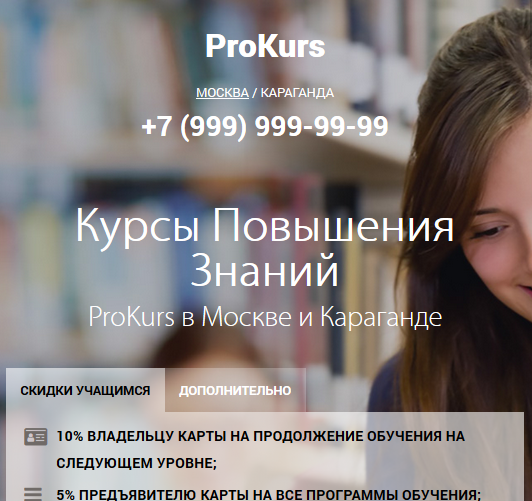 ProKurs
МОСКВА / КАРАГАНДА
+7 (999) 999-99-99
Курсы Повышения
Знаний
ProKurs в Москве и Караганде
СКИДКИ УЧАЩИМСЯ ДОПОЛНИТЕЛЬНО
10% ВЛАДЕЛЬЦУ КАРТЫ НА ПРОДОЛЖЕНИЕ ОБУЧЕНИЯ НА
СЛЕДУЮЩЕМ УРОВНЕ;
5% ПРЕДЪЯВИТЕЛЮ КАРТЫ НА ВСЕ ПРОГРАММЫ ОБУЧЕНИЯ;